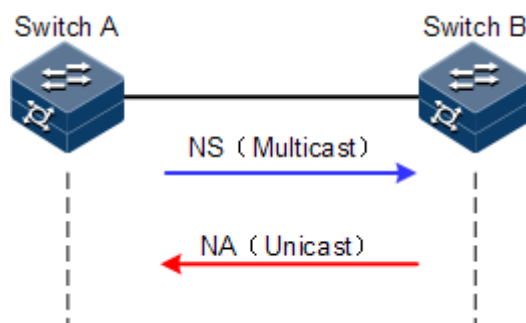 Switch A
Switch B
NS（Multicast）
NA（Unicast）